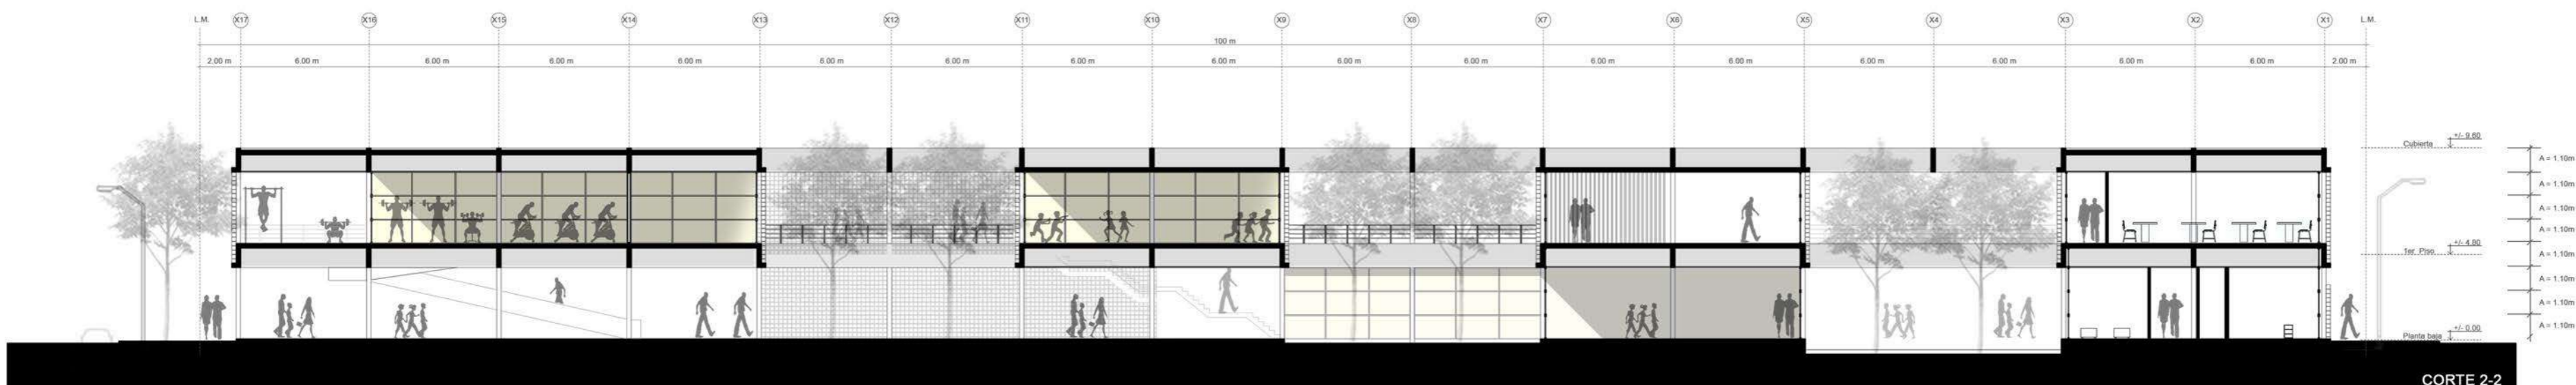 L.M. X17 X16 X15 X14 X13 X12 X11 X10 X9 X8 X7 X6 X5 X4 X3 X2 X1 L.M.
100 m
2.00 m 6.00 m 6.00 m 6.00 m 6.00 m 6.00 m 6.00 m 6.00 m 6.00 m 6.00 m 6.00 m 6.00 m 6.00 m 6.00 m 6.00 m 6.00 m 6.00 m 2.00 m
+/- 9.60
Cubierta
A = 1.10m
A = 1.10m
A = 1.10m
A = 1.10m
+/- 4.80
1er. Piso
A = 1.10m
A = 1.10m
A = 1.10m
A = 1.10m
+/- 0.00
Planta baja
CORTE 2-2